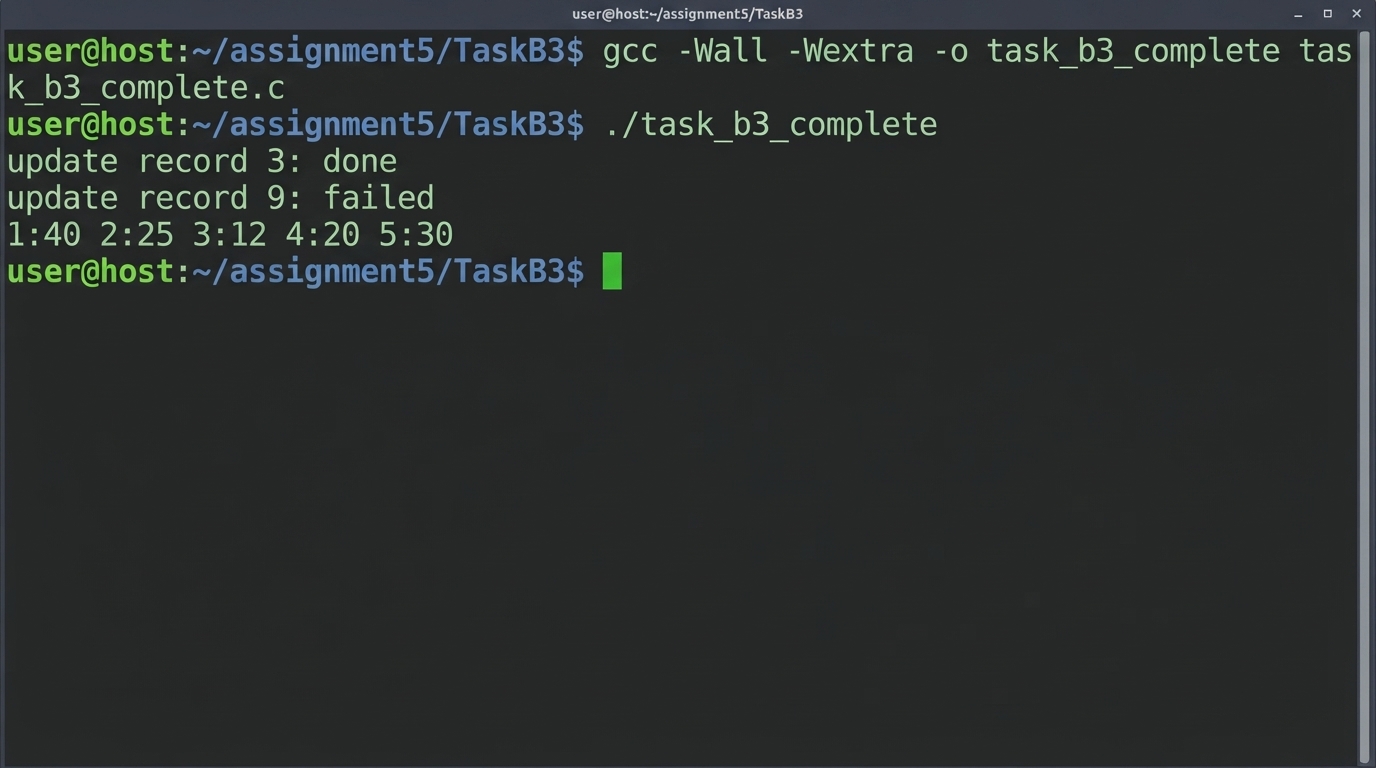 user@host:~/assignment5/TaskB3
user@host:~/assignment5/TaskB3$ gcc -Wall -Wextra -o task_b3_complete tas
k_b3_complete.c
user@host:~/assignment5/TaskB3$ ./task_b3_complete
update record 3: done
update record 9: failed
1:40 2:25 3:12 4:20 5:30
user@host:~/assignment5/TaskB3$